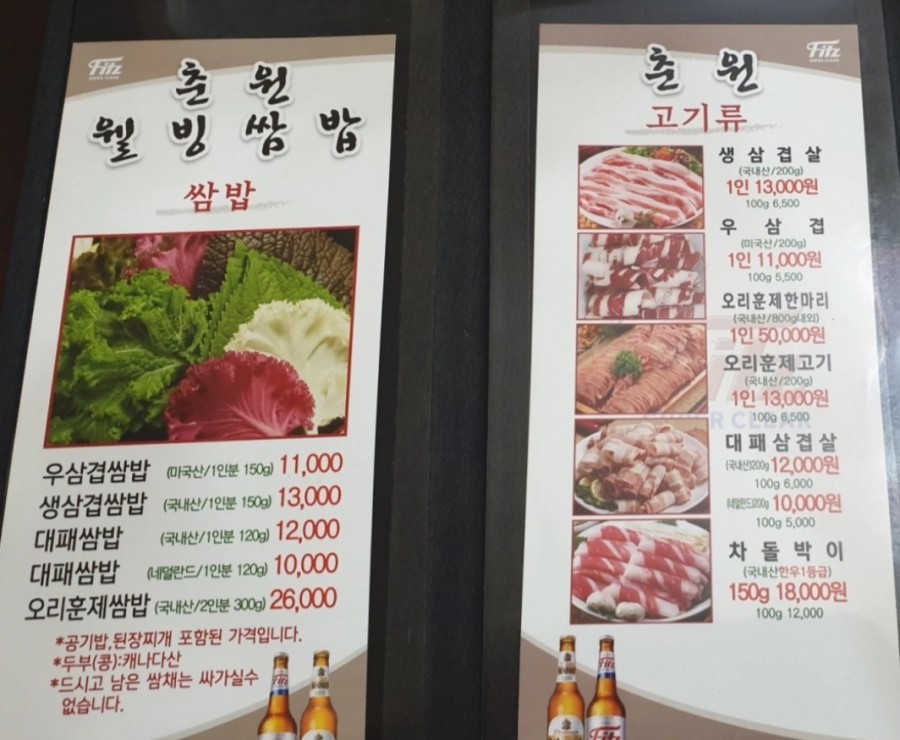 Fitz
SUPER CLEAR
춘원
웰빙쌈밥
쌈밥
우삼겹쌈밥 (미국산/1인분 150g) 11,000
생삼겹쌈밥 (국내산/1인분 150g) 13,000
대패쌈밥 (국내산/1인분 120g) 12,000
대패쌈밥 (네덜란드/1인분 120g) 10,000
오리훈제쌈밥 (국내산/2인분 300g) 26,000
*공기밥,된장찌개 포함된 가격입니다.
*두부(콩):캐나다산
*드시고 남은 쌈채는 싸가실수
없습니다.
Fitz
Fitz
Fitz
SUPER CLEAR
춘원
고기류
생삼겹살
(국내산/200g)
1인 13,000원
100g 6,500
우삼겹
(미국산/200g)
1인 11,000원
100g 5,500
오리훈제한마리
(국내산/800g내외)
1인 50,000원
오리훈제고기
(국내산/200g)
1인 13,000원
100g 6,500
대패삼겹살
(국내산)200g 12,000원
100g 6,000
(네덜란드)200g 10,000원
100g 5,000
차돌박이
(국내산한우1등급)
150g 18,000원
100g 12,000
Fitz
Fitz